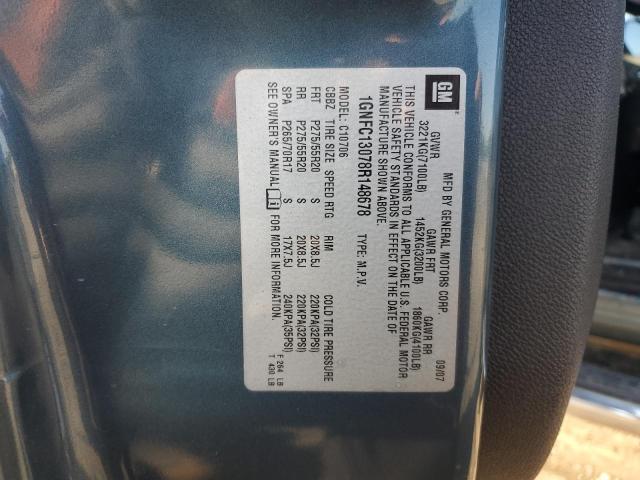 GM
MFD BY GENERAL MOTORS CORP. 09/07
GVWR GAWR FRT GAWR RR
3221KG(7100LB) 1452KG(3200LB) 1860KG(4100LB)
THIS VEHICLE CONFORMS TO ALL APPLICABLE U.S. FEDERAL MOTOR
VEHICLE SAFETY STANDARDS IN EFFECT ON THE DATE OF
MANUFACTURE SHOWN ABOVE.
1GNFC13078R148678 TYPE: M.P.V.
MODEL: C10706
CBBZ TIRE SIZE SPEED RTG RIM COLD TIRE PRESSURE
FRT P275/55R20 S 20X8.5J 220KPA(32PSI)
RR P275/55R20 S 20X8.5J 220KPA(32PSI)
SPA P265/70R17 S 17X7.5J 240KPA(35PSI)
SEE OWNER'S MANUAL FOR MORE INFORMATION.
F 264 LB
T 430 LB